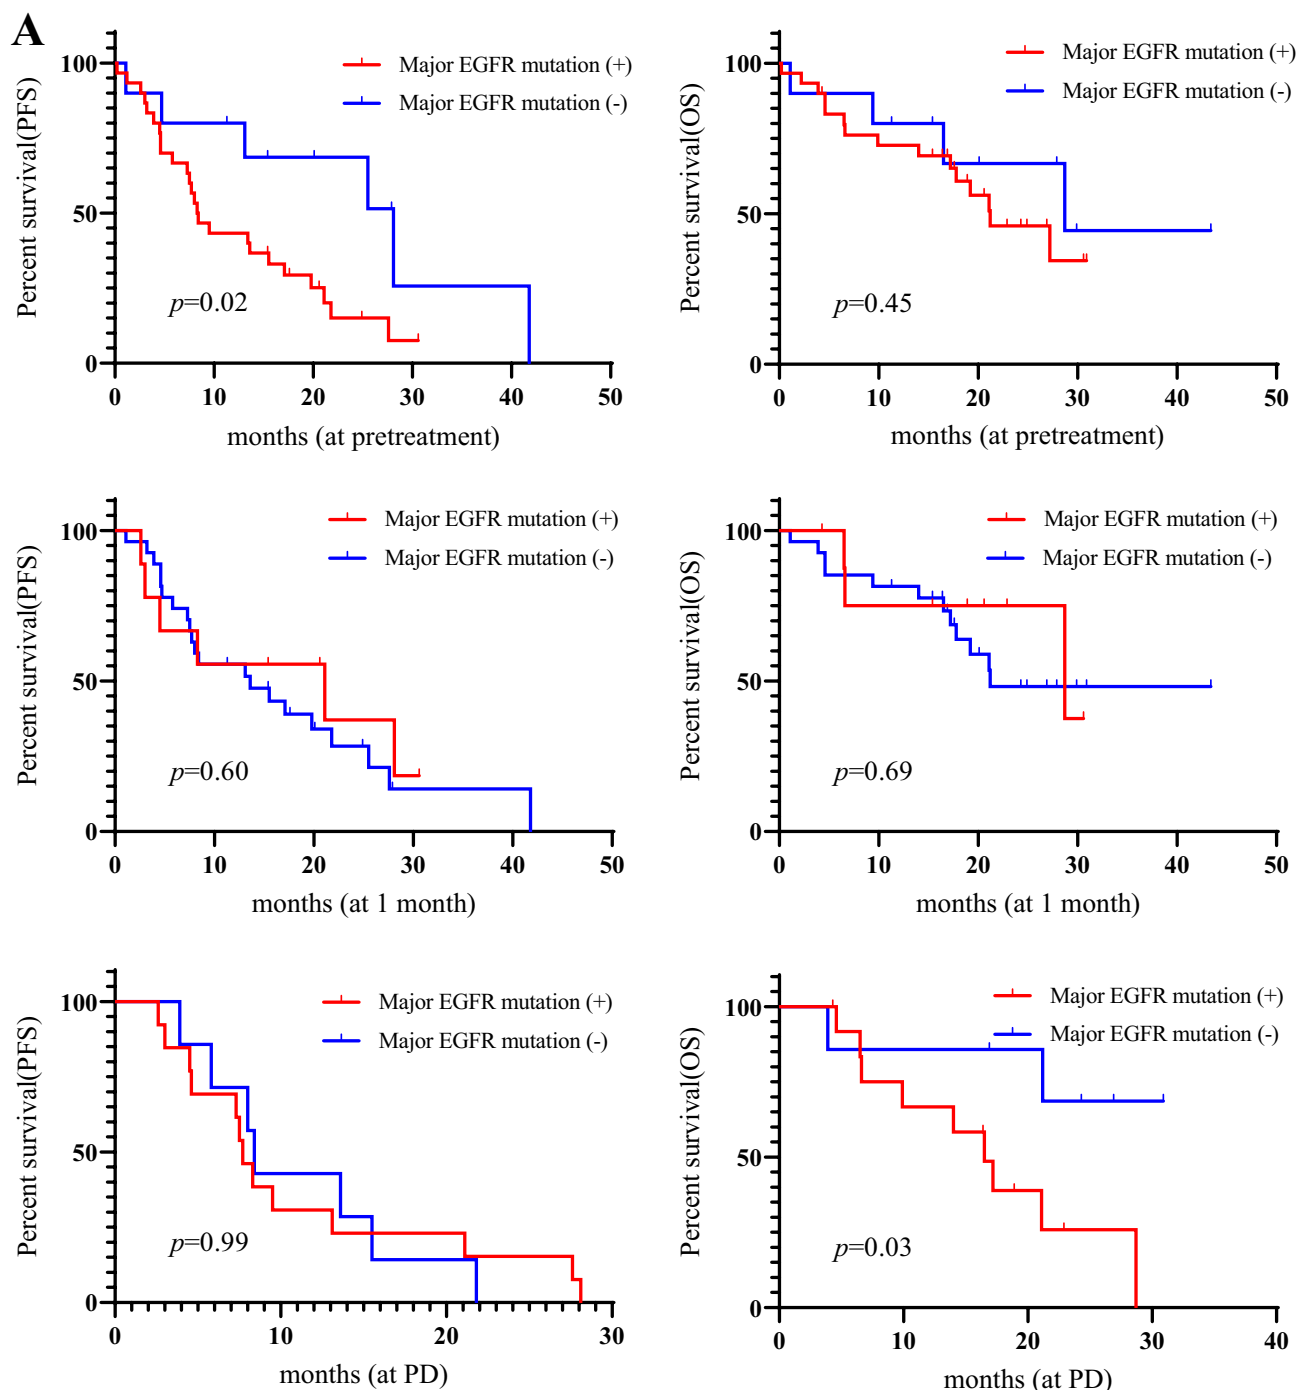 A
Percent survival(PFS)
100
50
0
0 10 20 30 40 50
months (at pretreatment)
Major EGFR mutation (+)
Major EGFR mutation (-)
p=0.02
Percent survival(OS)
100
50
0
0 10 20 30 40 50
months (at pretreatment)
Major EGFR mutation (+)
Major EGFR mutation (-)
p=0.45
Percent survival(PFS)
100
50
0
0 10 20 30 40 50
months (at 1 month)
Major EGFR mutation (+)
Major EGFR mutation (-)
p=0.60
Percent survival(OS)
100
50
0
0 10 20 30 40 50
months (at 1 month)
Major EGFR mutation (+)
Major EGFR mutation (-)
p=0.69
Percent survival(PFS)
100
50
0
0 10 20 30
months (at PD)
Major EGFR mutation (+)
Major EGFR mutation (-)
p=0.99
Percent survival(OS)
100
50
0
0 10 20 30 40
months (at PD)
Major EGFR mutation (+)
Major EGFR mutation (-)
p=0.03